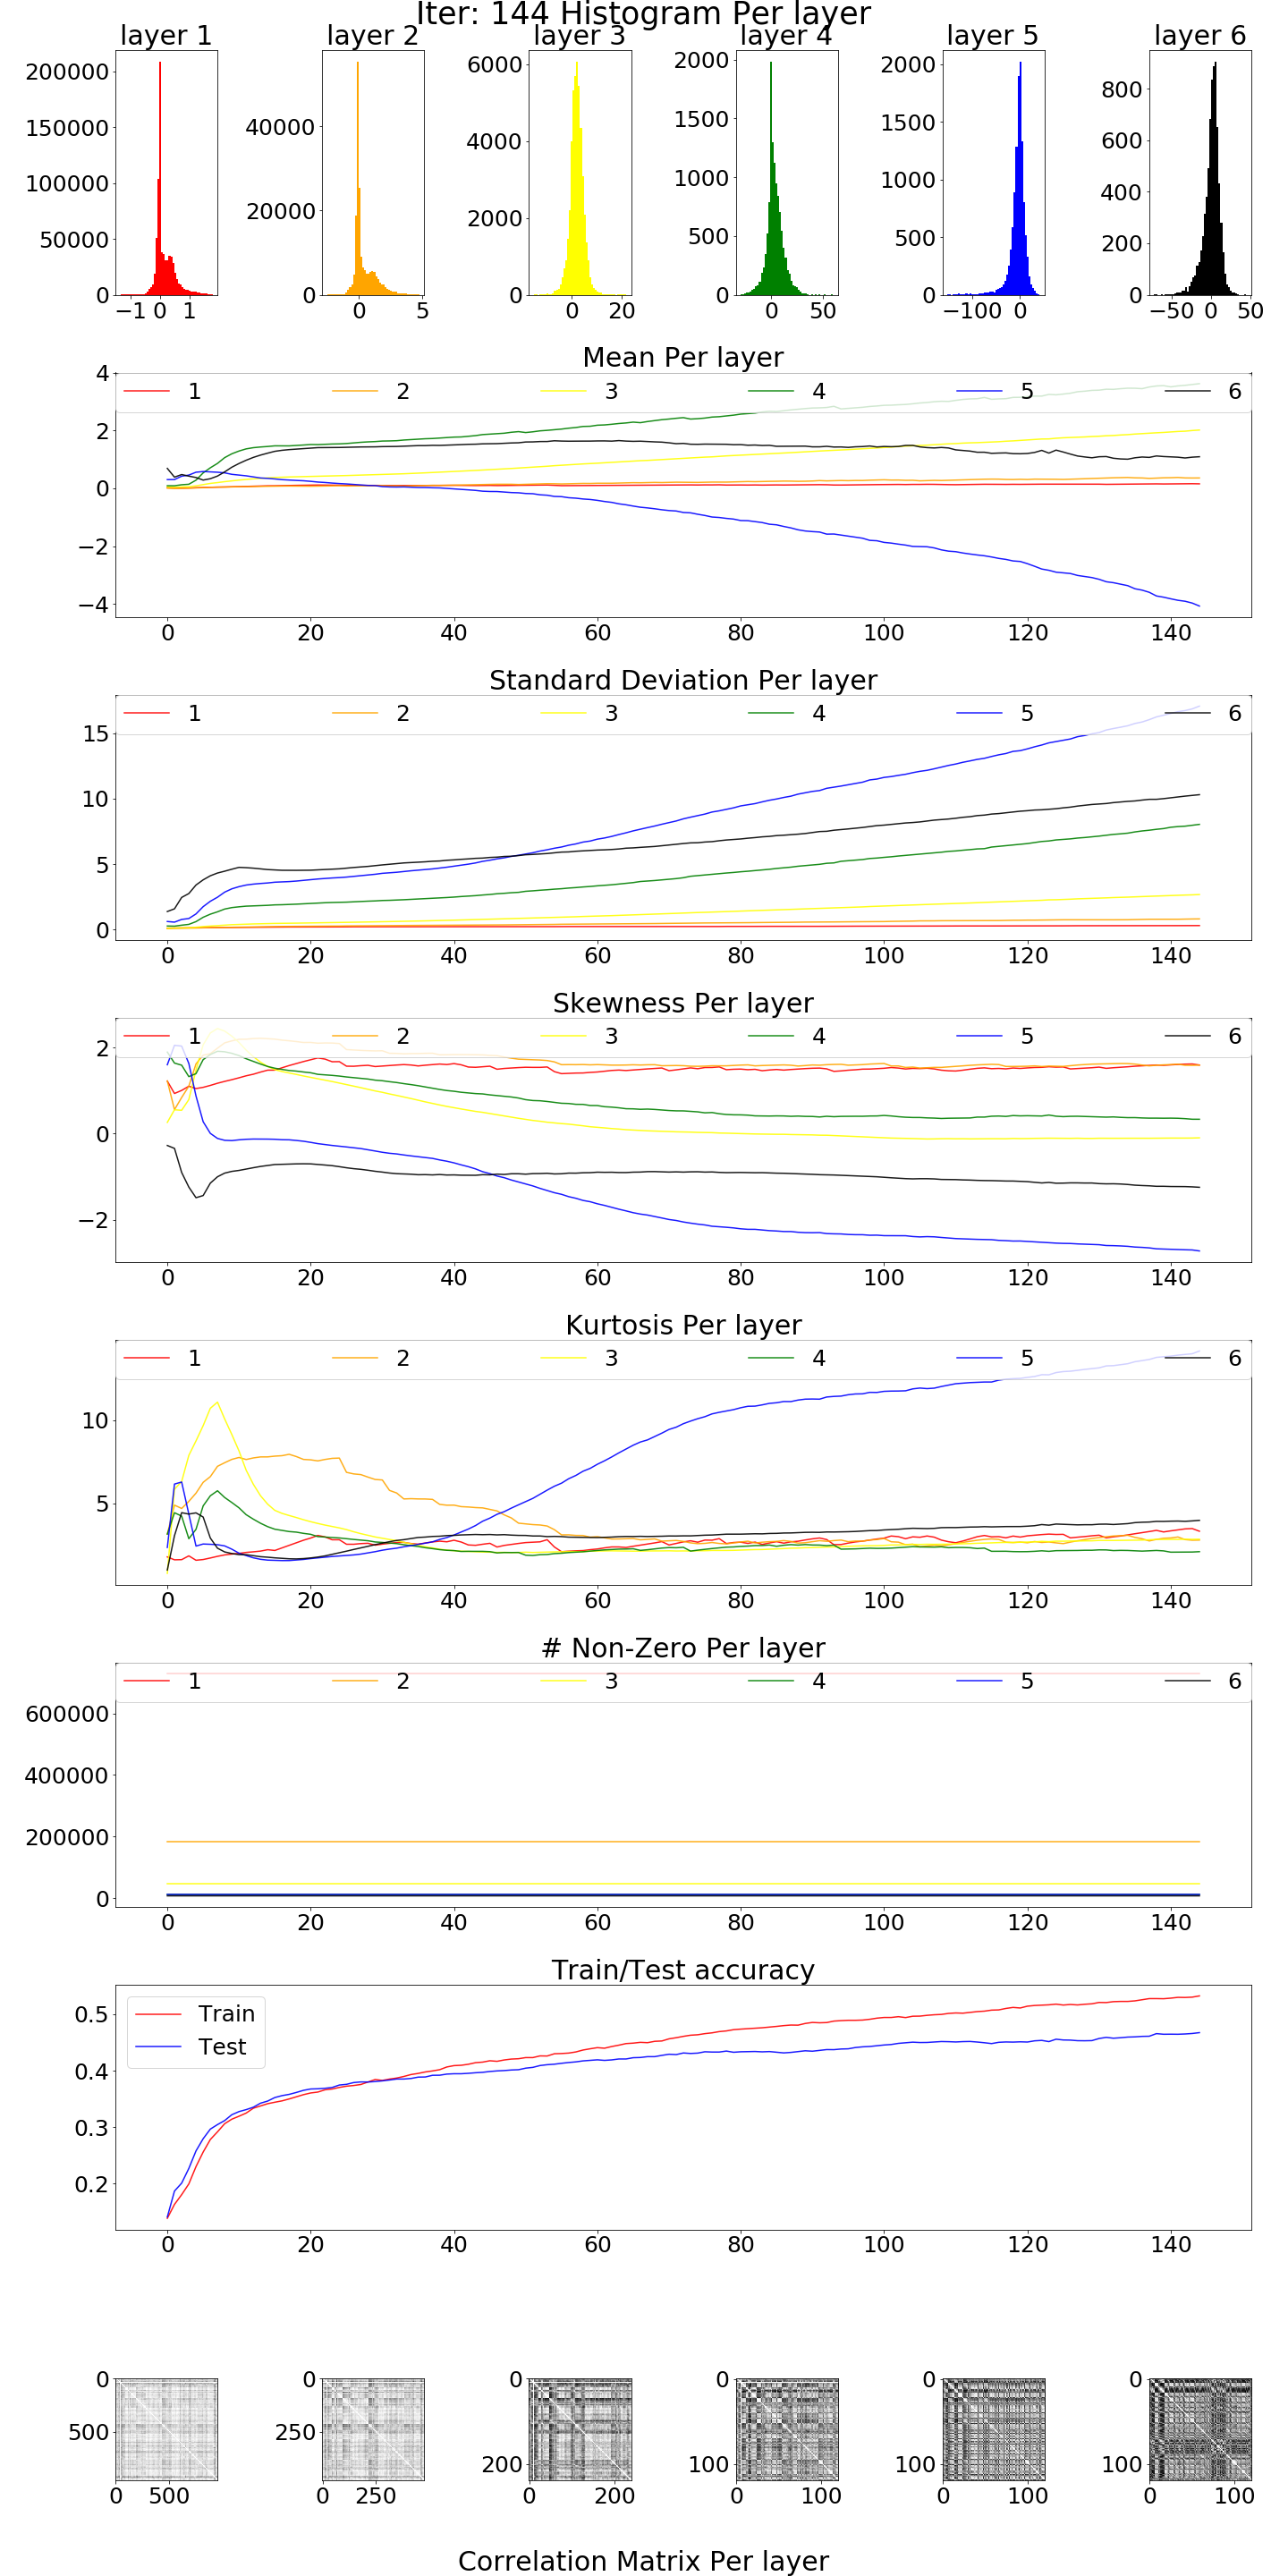 Iter: 144 Histogram Per layer
layer 1 layer 2 layer 3 layer 4 layer 5 layer 6
200000 150000 100000 50000 0
−1 0 1
40000 20000 0
0 5
6000 4000 2000 0
0 20
2000 1500 1000 500 0
0 50
2000 1500 1000 500 0
−100 0
800 600 400 200 0
−50 0 50
Mean Per layer
1 2 3 4 5 6
4
2
0
−2
−4
0 20 40 60 80 100 120 140
Standard Deviation Per layer
1 2 3 4 5 6
15
10
5
0
0 20 40 60 80 100 120 140
Skewness Per layer
1 2 3 4 5 6
2
0
−2
0 20 40 60 80 100 120 140
Kurtosis Per layer
1 2 3 4 5 6
10
5
0 20 40 60 80 100 120 140
# Non-Zero Per layer
1 2 3 4 5 6
600000
400000
200000
0
0 20 40 60 80 100 120 140
Train/Test accuracy
Train
Test
0.5
0.4
0.3
0.2
0 20 40 60 80 100 120 140
0 500
0 500
0 250
0 250
0 200
0 200
0 100
0 100
0 100
0 100
0 100
0 100
Correlation Matrix Per layer